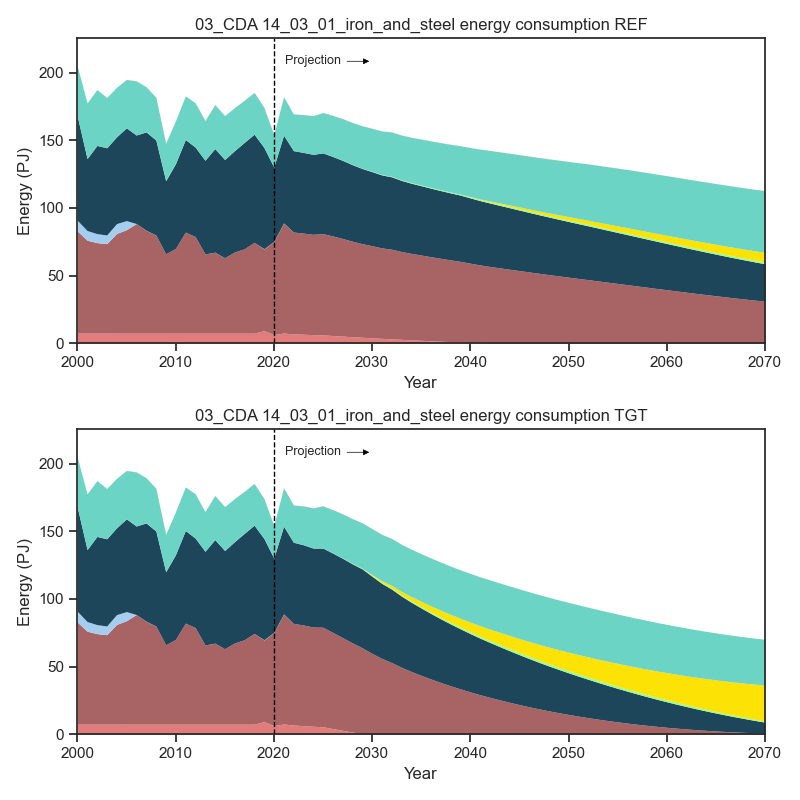 03_CDA 14_03_01_iron_and_steel energy consumption REF
Projection
Energy (PJ)
200
150
100
50
0
2000 2010 2020 2030 2040 2050 2060 2070
Year
03_CDA 14_03_01_iron_and_steel energy consumption TGT
Projection
Energy (PJ)
200
150
100
50
0
2000 2010 2020 2030 2040 2050 2060 2070
Year